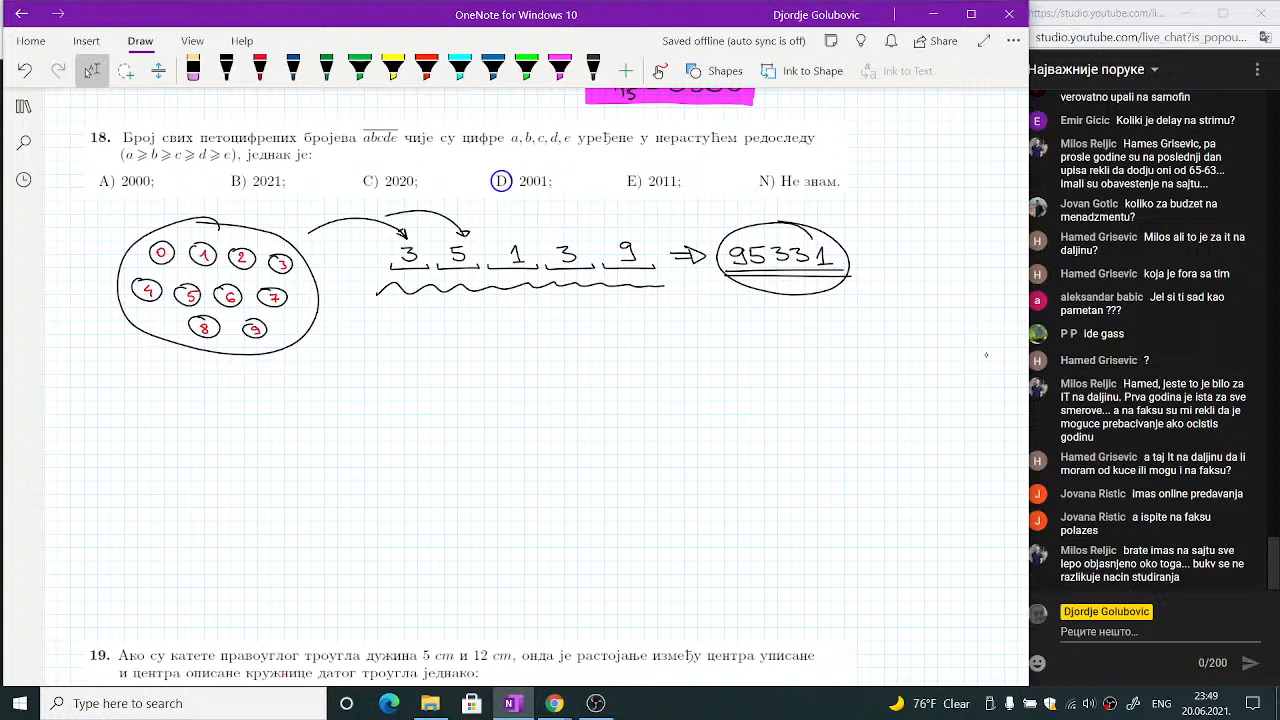 OneNote for Windows 10
Djordje Golubovic
https://studio.youtube.com/live_chat?is_popou...
studio.youtube.com/live_chat?is_popou...
Home Insert Draw View Help
Saved offline (auto sync is off)
Share
Shapes
Ink to Shape
Ink to Text
Најважније поруке
18. Број свих петоцифрених бројева abcde чије су цифре a, b, c, d, e уређене у нерастућем редоследу
(a ⩾ b ⩾ c ⩾ d ⩾ e), једнак је:
A) 2000; B) 2021; C) 2020; D 2001; E) 2011; N) Не знам.
0 1 2 3
4 5 6 7
8 9
3 5 1 3 9 ⇒ 95331
19. Ако су катете правоуглог троугла дужина 5 cm и 12 cm, онда је растојање између центра уписане
и центра описане кружнице датог троугла једнако:
verovatno upali na samofin
E Emir Gicic Koliki je delay na strimu?
Milos Reljic Hames Grlsevic, pa
prosle godine su na poslednji dan
upisa rekli da dodju oni od 65-63...
Imali su obavestenje na sajtu...
Jovan Gotic koliko za budzet na
menadzmentu?
Hamed Grisevic Milos ali to je za it na
daljinu?
Hamed Grisevic koja je fora sa tim
a aleksandar babic Jel si ti sad kao
pametan ???
P P Ide gass
H Hamed Grisevic ?
Milos Reljic Hamed, jeste to je bilo za
IT na daljinu. Prva godina je ista za sve
smerove... a na faksu su mi rekli da je
moguce prebacivanje ako ocistis
godinu
H Hamed Grisevic a taj It na daljinu da li
moram od kuce ili mogu i na faksu?
J Jovana Ristic Imas online predavanja
J Jovana Ristic a ispite na faksu
polazes
Milos Reljic brate imas na sajtu sve
lepo objasnjeno oko toga... bukv se ne
razlikuje nacin studiranja
Djordje Golubovic
Реците нешто...
0/200
Type here to search
76°F Clear
23:49
20.06.2021.